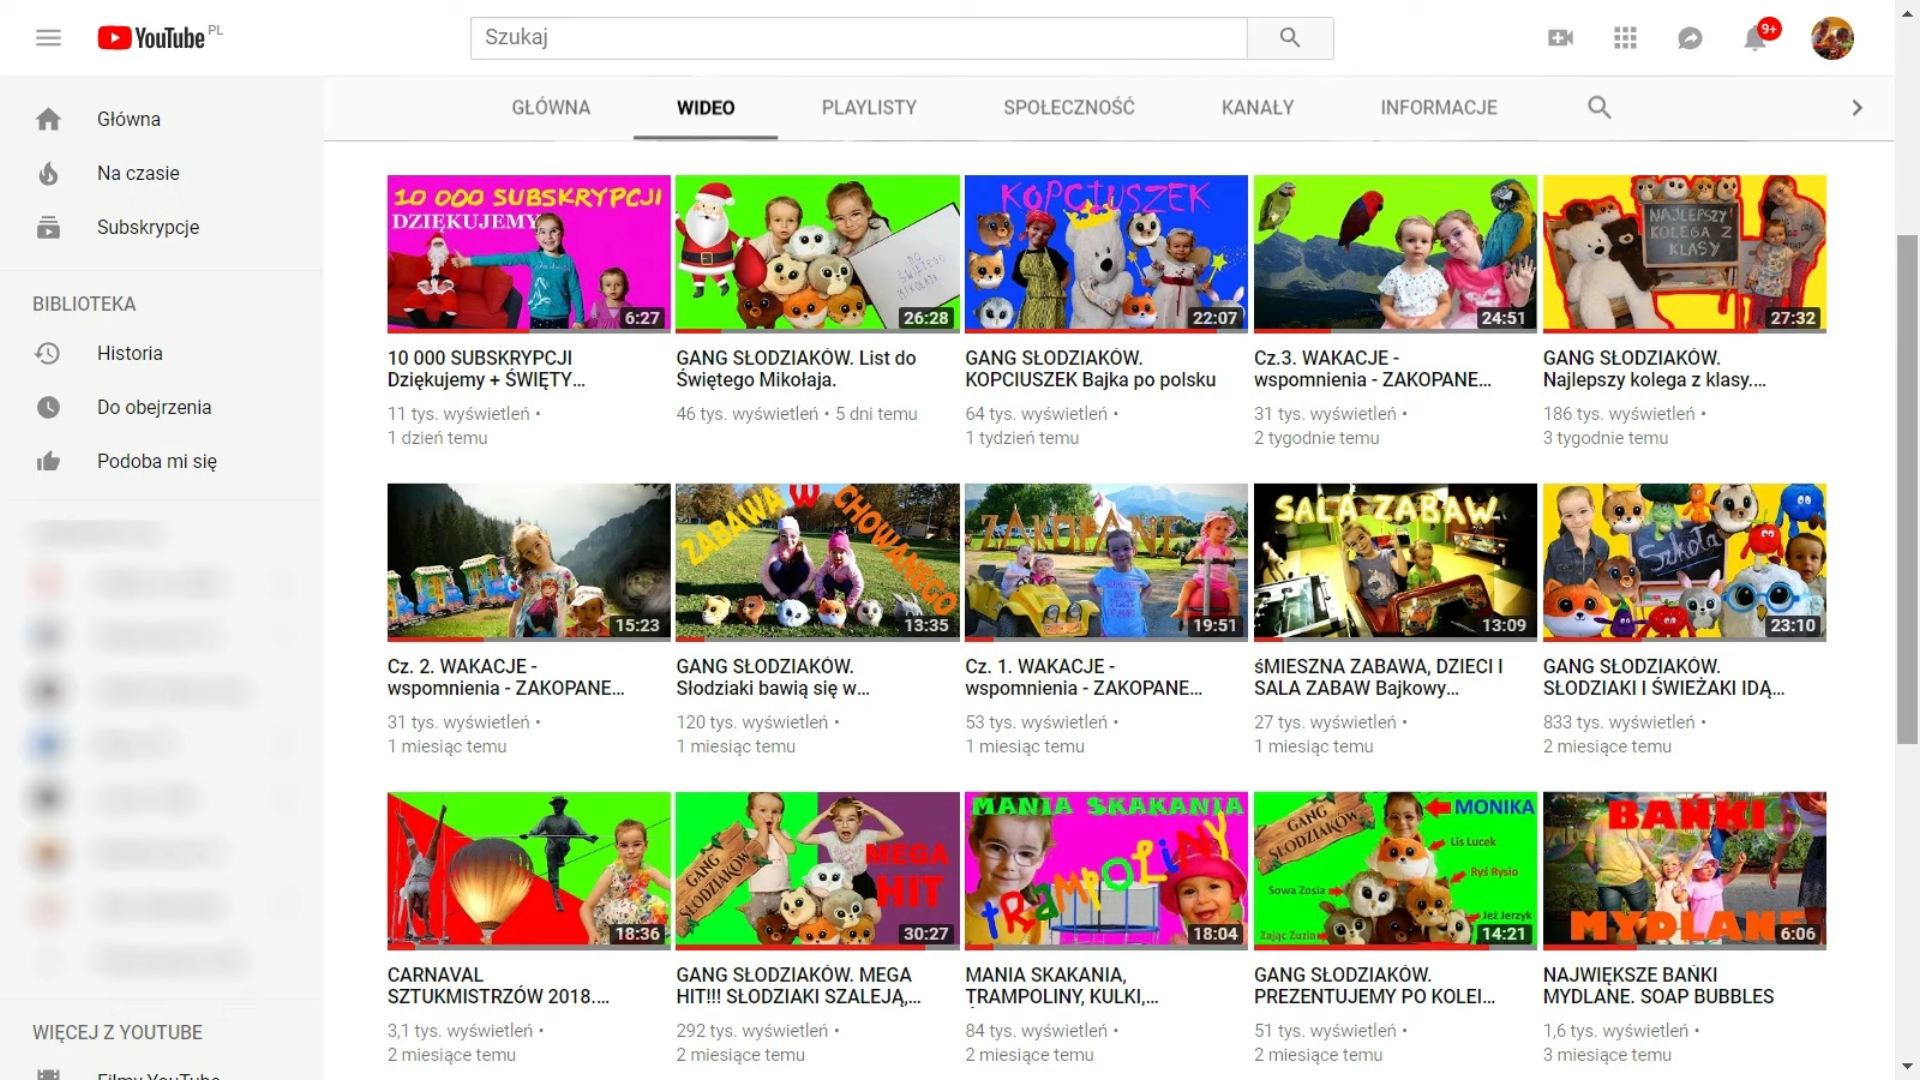 YouTube PL
Szukaj
9+
Główna
Na czasie
Subskrypcje
BIBLIOTEKA
Historia
Do obejrzenia
Podoba mi się
WIĘCEJ Z YOUTUBE
Filmy YouTube
GŁÓWNA
WIDEO
PLAYLISTY
SPOŁECZNOŚĆ
KANAŁY
INFORMACJE
10 000 SUBSKRYPCJI
DZIĘKUJEMY
6:27
10 000 SUBSKRYPCJI
Dziękujemy + ŚWIĘTY...
11 tys. wyświetleń •
1 dzień temu
DO
ŚWIĘTEGO
MIKOŁAJA
26:28
GANG SŁODZIAKÓW. List do
Świętego Mikołaja.
46 tys. wyświetleń • 5 dni temu
KOPCIUSZEK
22:07
GANG SŁODZIAKÓW.
KOPCIUSZEK Bajka po polsku
64 tys. wyświetleń •
1 tydzień temu
24:51
Cz.3. WAKACJE -
wspomnienia - ZAKOPANE...
31 tys. wyświetleń •
2 tygodnie temu
NAJLEPSZY
KOLEGA Z
KLASY
27:32
GANG SŁODZIAKÓW.
Najlepszy kolega z klasy....
186 tys. wyświetleń •
3 tygodnie temu
15:23
Cz. 2. WAKACJE -
wspomnienia - ZAKOPANE...
31 tys. wyświetleń •
1 miesiąc temu
ZABAWA W CHOWANEGO
13:35
GANG SŁODZIAKÓW.
Słodziaki bawią się w...
120 tys. wyświetleń •
1 miesiąc temu
ZAKOPANE
19:51
Cz. 1. WAKACJE -
wspomnienia - ZAKOPANE...
53 tys. wyświetleń •
1 miesiąc temu
SALA ZABAW
13:09
śMIESZNA ZABAWA, DZIECI I
SALA ZABAW Bajkowy...
27 tys. wyświetleń •
1 miesiąc temu
Szkoła
23:10
GANG SŁODZIAKÓW.
SŁODZIAKI I ŚWIEŻAKI IDĄ...
833 tys. wyświetleń •
2 miesiące temu
18:36
CARNAVAL
SZTUKMISTRZÓW 2018....
3,1 tys. wyświetleń •
2 miesiące temu
GANG
SŁODZIAKÓW
MEGA
HIT
30:27
GANG SŁODZIAKÓW. MEGA
HIT!!! SŁODZIAKI SZALEJĄ,...
292 tys. wyświetleń •
2 miesiące temu
MANIA SKAKANIA
tRAMPOLINY
18:04
MANIA SKAKANIA,
TRAMPOLINY, KULKI,...
84 tys. wyświetleń •
2 miesiące temu
GANG
SŁODZIAKÓW
MONIKA
Lis Lucek
Ryś Rysio
Sowa Zosia
Jeż Jerzyk
Zając Zuzia
14:21
GANG SŁODZIAKÓW.
PREZENTUJEMY PO KOLEI...
51 tys. wyświetleń •
2 miesiące temu
BAŃKI
MYDLANE
6:06
NAJWIĘKSZE BAŃKI
MYDLANE. SOAP BUBBLES
1,6 tys. wyświetleń •
3 miesiące temu